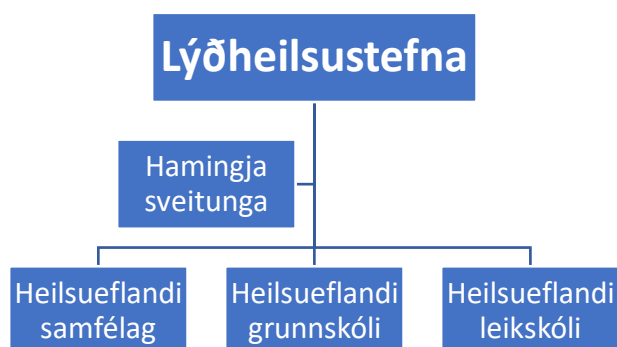 Lýðheilsustefna
Hamingja
sveitunga
Heilsueflandi
samfélag
Heilsueflandi
grunnskóli
Heilsueflandi
leikskóli